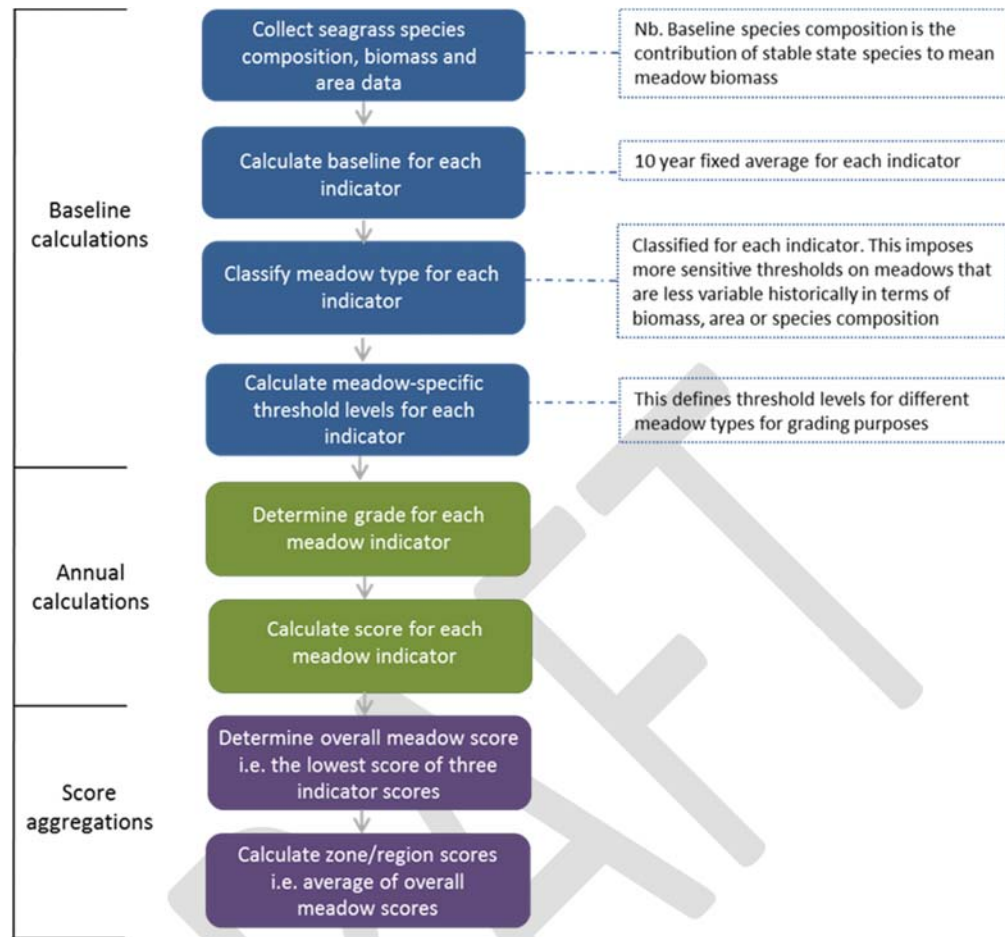 Collect seagrass species
composition, biomass and
area data
Nb. Baseline species composition is the
contribution of stable state species to mean
meadow biomass
Calculate baseline for each
indicator
10 year fixed average for each indicator
Baseline
calculations
Classify meadow type for each
indicator
Classified for each indicator. This imposes
more sensitive thresholds on meadows that
are less variable historically in terms of
biomass, area or species composition
Calculate meadow-specific
threshold levels for each
indicator
This defines threshold levels for different
meadow types for grading purposes
Determine grade for each
meadow indicator
Annual
calculations
Calculate score for each
meadow indicator
Determine overall meadow score
i.e. the lowest score of three
indicator scores
Score
aggregations
Calculate zone/region scores
i.e. average of overall
meadow scores
DRAFT